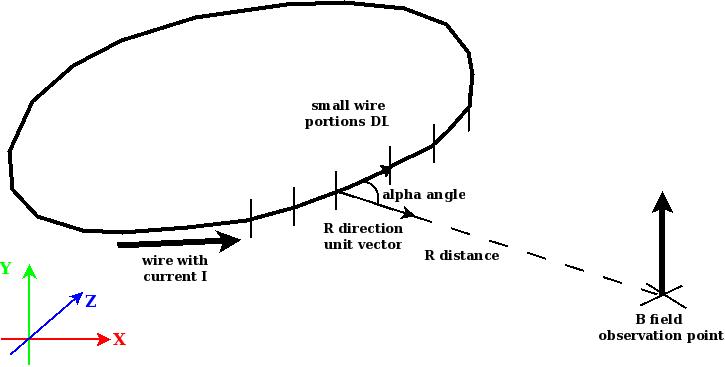 small wire
portions DL
alpha angle
R direction
unit vector
R distance
wire with
current I
Y
Z
X
B field
observation point